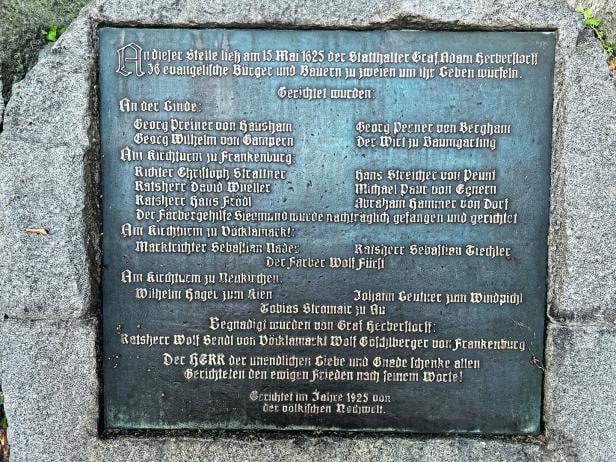 An dieser Stelle ließ am 15. Mai 1625 der Statthalter Graf Adam Herberstorff
36 evangelische Bürger und Bauern zu zweien um ihr Leben würfeln.
Gerichtet wurden:
An der Linde:
Georg Preiner von Hausham Georg Perner von Bergham
Georg Wilhelm von Gampern Der Wirt zu Baumgarting
Am Kirchturm zu Frankenburg:
Richter Christoph Strattner Hans Streicher von Peunt
Ratsherr David Mueller Michael Paur von Egnern
Ratsherr Hans Frödl Abraham Hammer von Dorf
Der Färbergehilfe Siegmund wurde nachträglich gefangen und gerichtet
Am Kirchturm zu Vöcklamarkt:
Marktrichter Sebastian Nader Ratsherr Sebastian Tiechler
Der Färber Wolf Fürst
Am Kirchturm zu Neukirchen:
Wilhelm Hagel zum Kien Johann Leutner zum Windpichl
Tobias Stromair zu Au
Begnadigt wurden von Graf Herberstorff:
Ratsherr Wolf Sendl von Vöcklamarkt Wolf Göschlberger von Frankenburg
Der HERR der unendlichen Liebe und Gnade schenke allen
Gerichteten den ewigen Frieden nach seinem Worte!
Gerichtet im Jahre 1925 von
der völkischen Nachwelt.